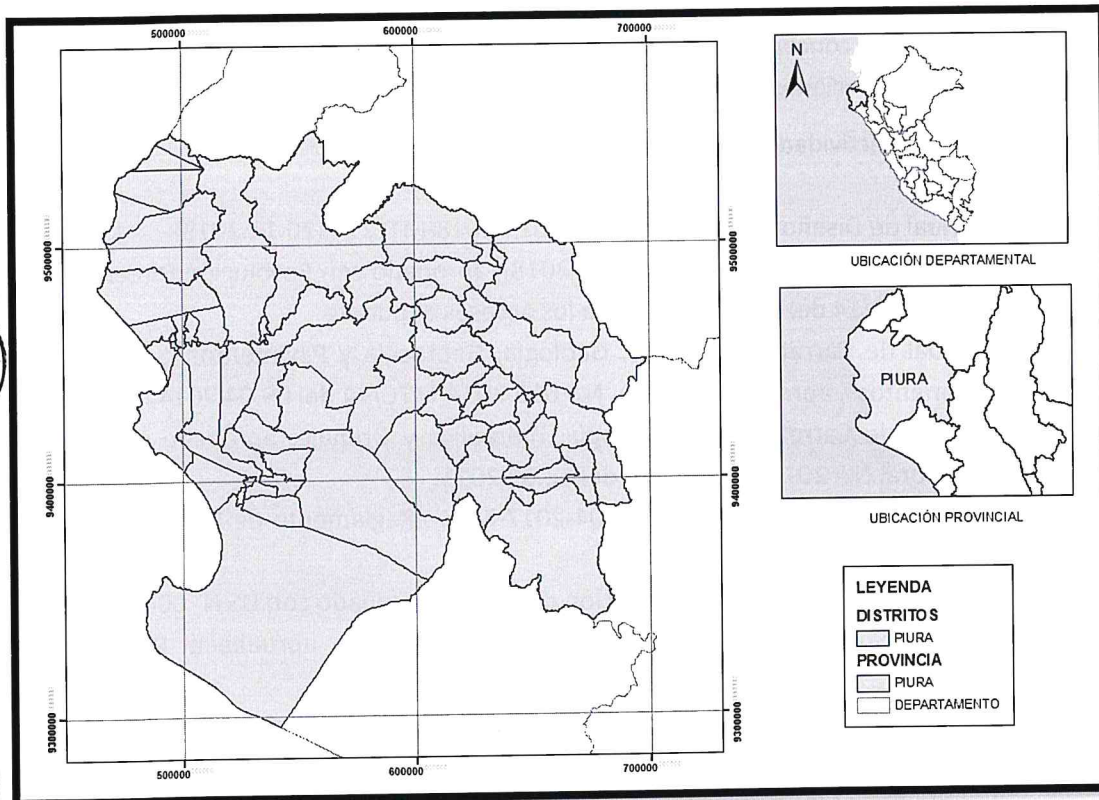 500000
600000
700000
9500000
9500000
9400000
9400000
9300000
9300000
500000
600000
700000
N
UBICACIÓN DEPARTAMENTAL
PIURA
UBICACIÓN PROVINCIAL
LEYENDA
DISTRITOS
PIURA
PROVINCIA
PIURA
DEPARTAMENTO